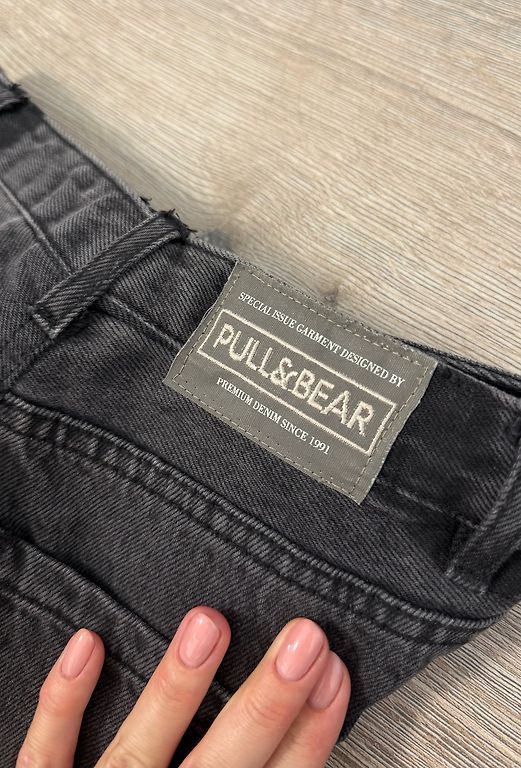 SPECIAL ISSUE GARMENT DESIGNED BY
PULL&BEAR
PREMIUM DENIM SINCE 1991